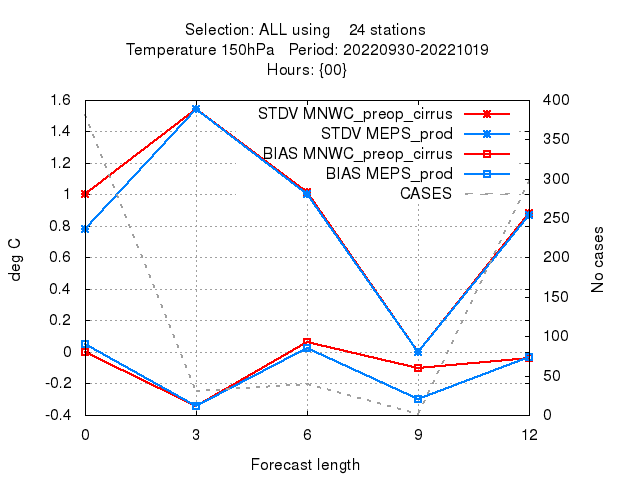 Selection: ALL using    24 stations
Temperature 150hPa   Period: 20220930-20221019
Hours: {00}
1.6
1.4
1.2
1
0.8
0.6
0.4
0.2
0
-0.2
-0.4
deg C
STDV MNWC_preop_cirrus
STDV MEPS_prod
BIAS MNWC_preop_cirrus
BIAS MEPS_prod
CASES
400
350
300
250
200
150
100
50
0
No cases
0 3 6 9 12
Forecast length